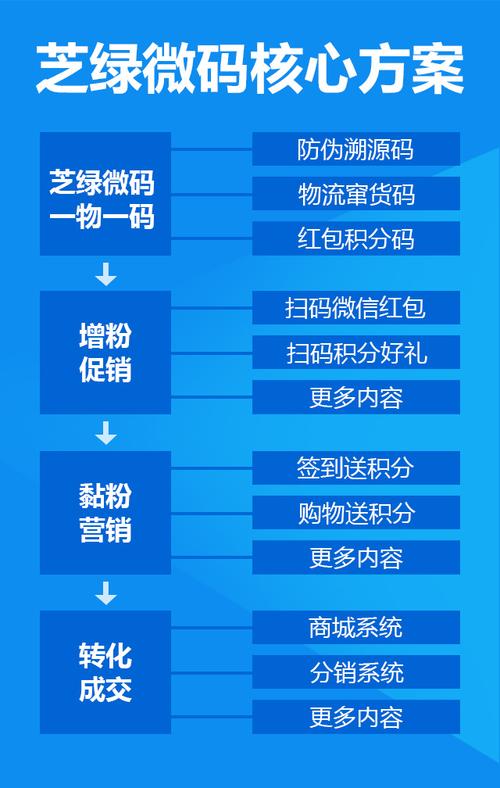 芝绿微码核心方案
芝绿微码
一物一码
防伪溯源码
物流窜货码
红包积分码
增粉
促销
扫码微信红包
扫码积分好礼
更多内容
黏粉
营销
签到送积分
购物送积分
更多内容
转化
成交
商城系统
分销系统
更多内容